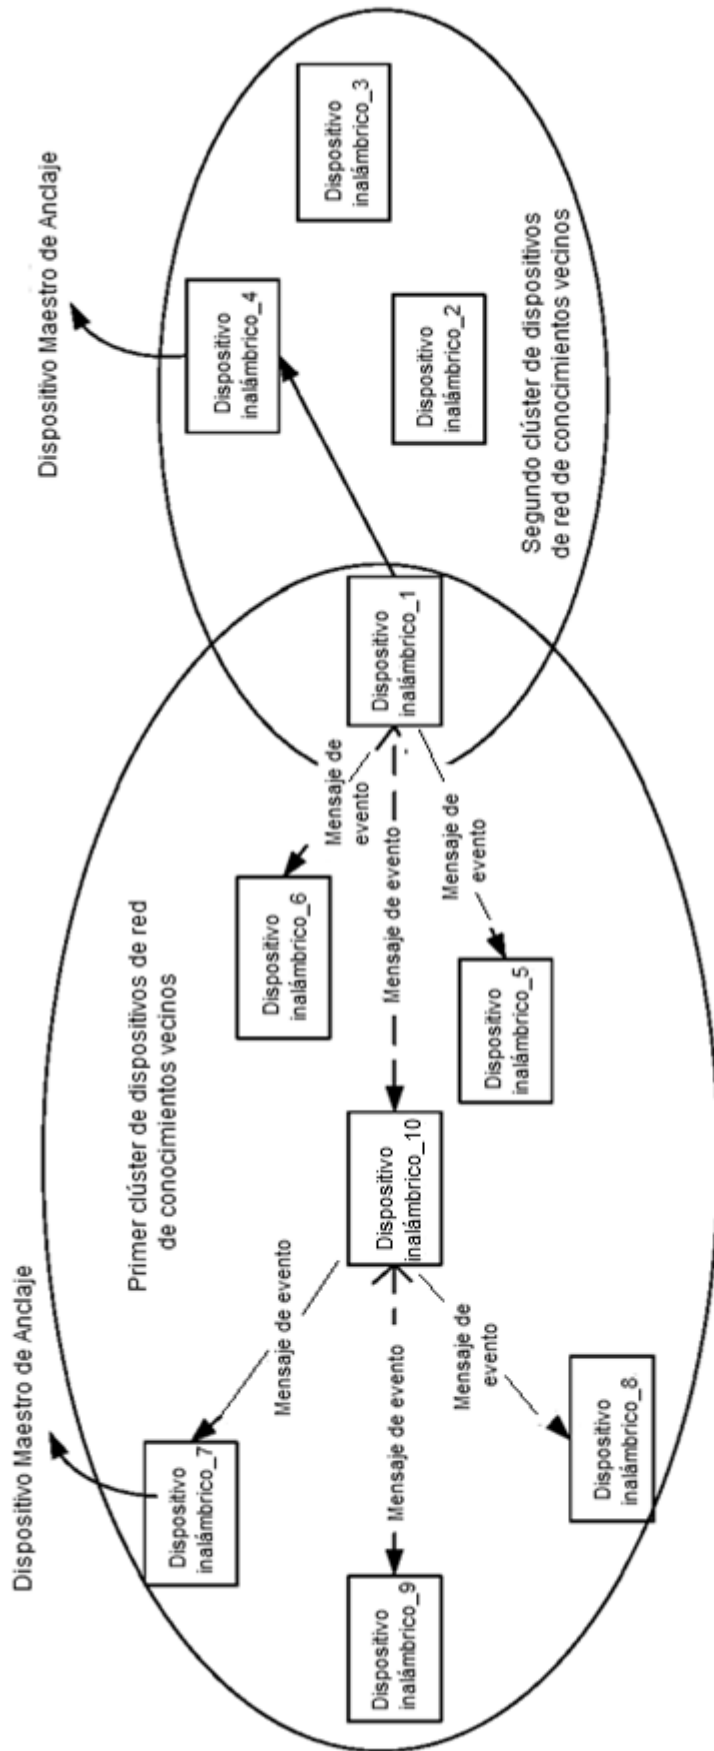 Dispositivo Maestro de Anclaje
Dispositivo Maestro de Anclaje
Primer clúster de dispositivos de red
de conocimientos vecinos
Dispositivo
inalámbrico_7
Dispositivo
inalámbrico_9
Dispositivo
inalámbrico_8
Dispositivo
inalámbrico_10
Dispositivo
inalámbrico_6
Dispositivo
inalámbrico_5
Dispositivo
inalámbrico_1
Dispositivo
inalámbrico_4
Dispositivo
inalámbrico_2
Dispositivo
inalámbrico_3
Mensaje de evento
Mensaje de evento
Mensaje de
evento
Mensaje de
evento
Mensaje de evento
Mensaje de
evento
Segundo clúster de dispositivos
de red de conocimientos vecinos